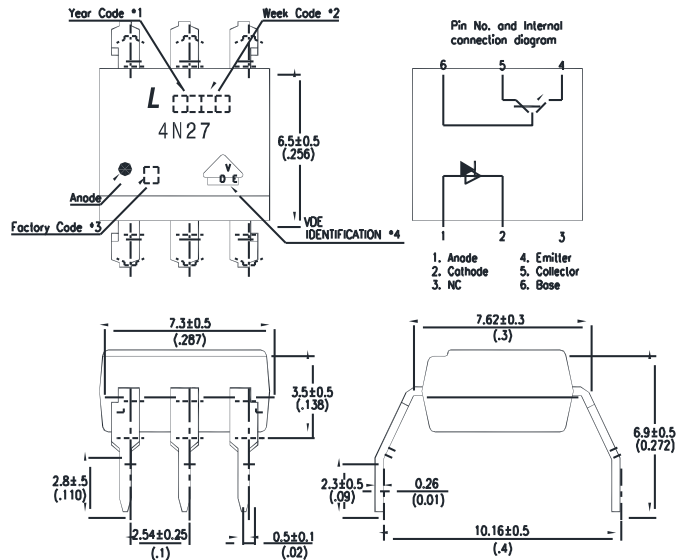 Year Code *1
Week Code *2
L
4N27
Anode
Factory Code *3
V
D E
VDE
IDENTIFICATION *4
6.5±0.5
(.256)
Pin No. and Internal
connection diagram
6 5 4
1 2 3
1. Anode
2. Cathode
3. NC
4. Emitter
5. Collector
6. Base
7.3±0.5
(.287)
3.5±0.5
(.138)
2.8±.5
(.110)
2.54±0.25
(.1)
0.5±0.1
(.02)
7.62±0.3
(.3)
6.9±0.5
(0.272)
2.3±0.5
(.09)
0.26
(0.01)
10.16±0.5
(.4)